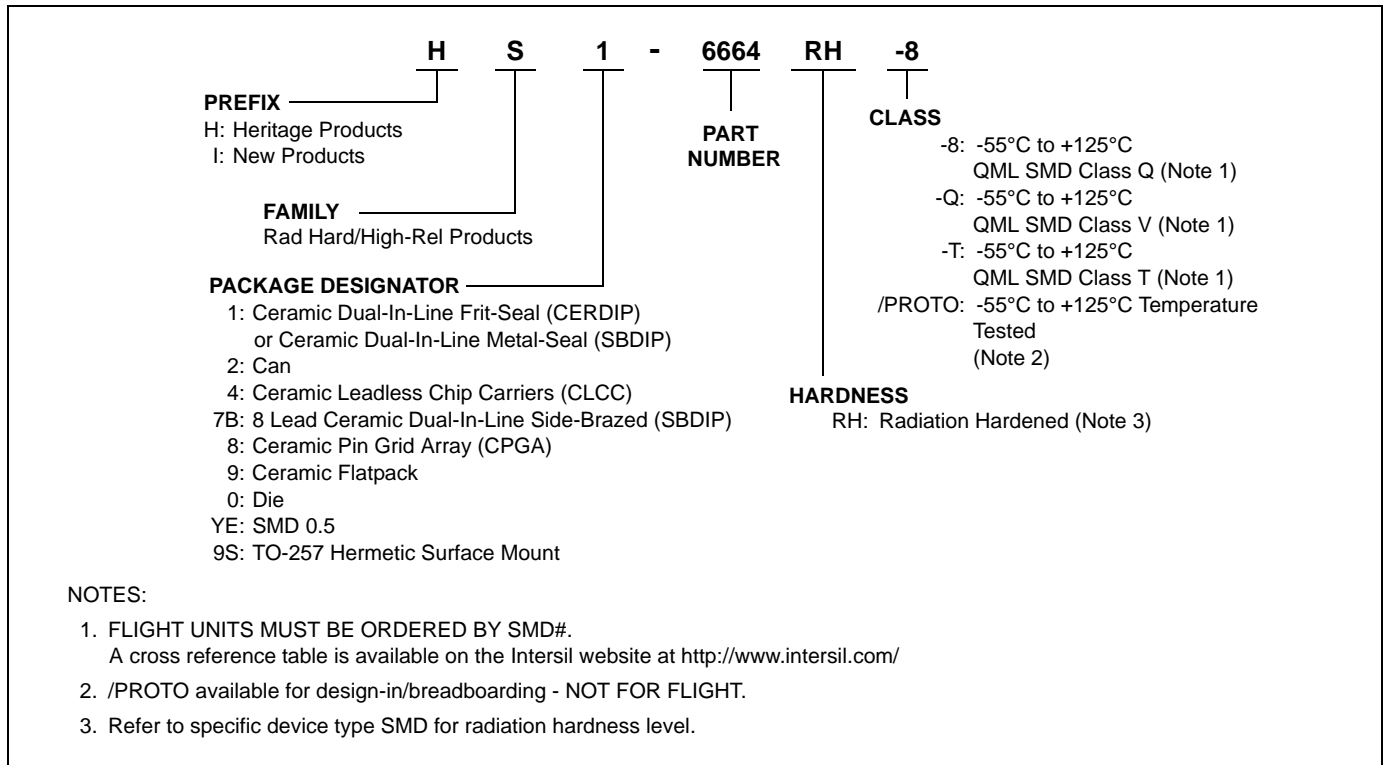 H S 1 - 6664 RH -8
PREFIX
H: Heritage Products
I: New Products
FAMILY
Rad Hard/High-Rel Products
PACKAGE DESIGNATOR
1: Ceramic Dual-In-Line Frit-Seal (CERDIP)
or Ceramic Dual-In-Line Metal-Seal (SBDIP)
2: Can
4: Ceramic Leadless Chip Carriers (CLCC)
7B: 8 Lead Ceramic Dual-In-Line Side-Brazed (SBDIP)
8: Ceramic Pin Grid Array (CPGA)
9: Ceramic Flatpack
0: Die
YE: SMD 0.5
9S: TO-257 Hermetic Surface Mount
PART
NUMBER
CLASS
-8: -55°C to +125°C
QML SMD Class Q (Note 1)
-Q: -55°C to +125°C
QML SMD Class V (Note 1)
-T: -55°C to +125°C
QML SMD Class T (Note 1)
/PROTO: -55°C to +125°C Temperature
Tested
(Note 2)
HARDNESS
RH: Radiation Hardened (Note 3)
NOTES:
1. FLIGHT UNITS MUST BE ORDERED BY SMD#.
A cross reference table is available on the Intersil website at http://www.intersil.com/
2. /PROTO available for design-in/breadboarding - NOT FOR FLIGHT.
3. Refer to specific device type SMD for radiation hardness level.